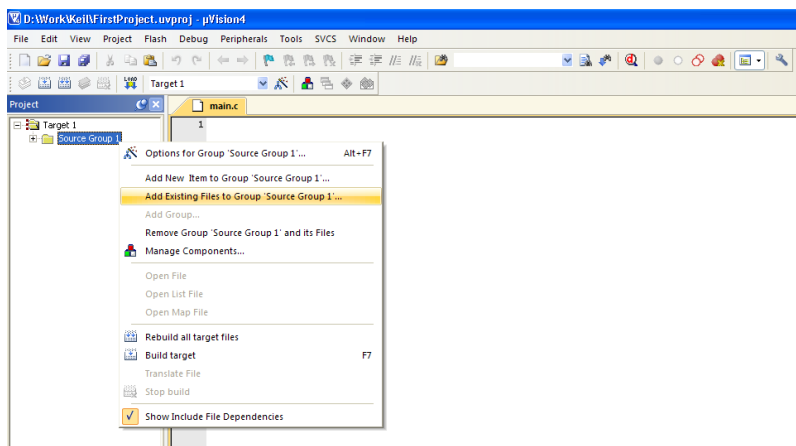 D:\Work\Keil\FirstProject.uvproj - µVision4
File Edit View Project Flash Debug Peripherals Tools SVCS Window Help
LOAD Target 1
Project main.c
Target 1
1
Source Group 1
Options for Group 'Source Group 1'... Alt+F7
Add New Item to Group 'Source Group 1'...
Add Existing Files to Group 'Source Group 1'...
Add Group...
Remove Group 'Source Group 1' and its Files
Manage Components...
Open File
Open List File
Open Map File
Rebuild all target files
Build target F7
Translate File
Stop build
Show Include File Dependencies